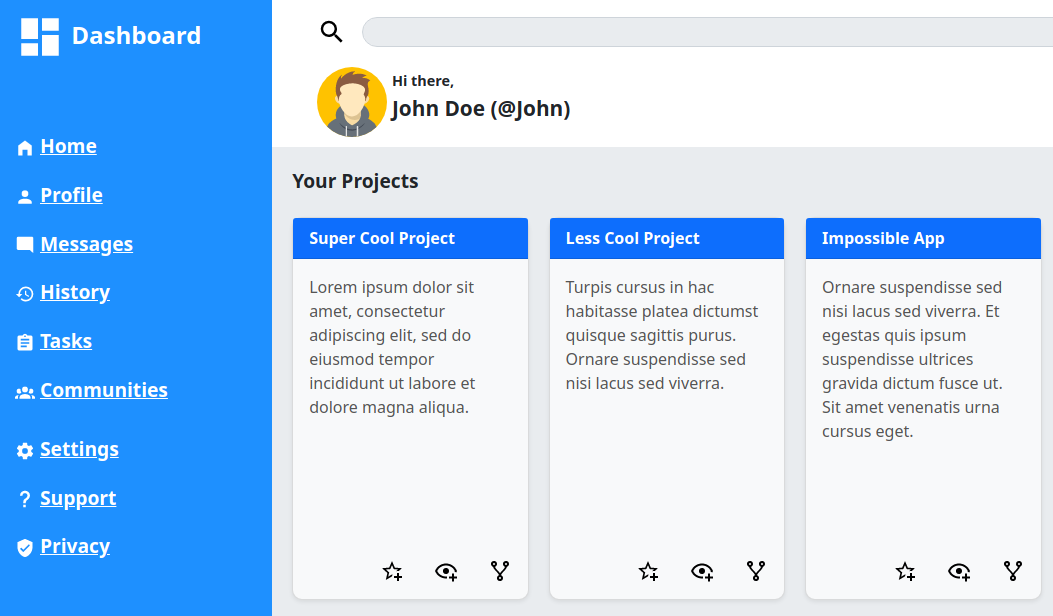 Dashboard
Home
Profile
Messages
History
Tasks
Communities
Settings
Support
Privacy
Hi there,
John Doe (@John)
Your Projects
Super Cool Project
Lorem ipsum dolor sit
amet, consectetur
adipiscing elit, sed do
eiusmod tempor
incididunt ut labore et
dolore magna aliqua.
Less Cool Project
Turpis cursus in hac
habitasse platea dictumst
quisque sagittis purus.
Ornare suspendisse sed
nisi lacus sed viverra.
Impossible App
Ornare suspendisse sed
nisi lacus sed viverra. Et
egestas quis ipsum
suspendisse ultrices
gravida dictum fusce ut.
Sit amet venenatis urna
cursus eget.